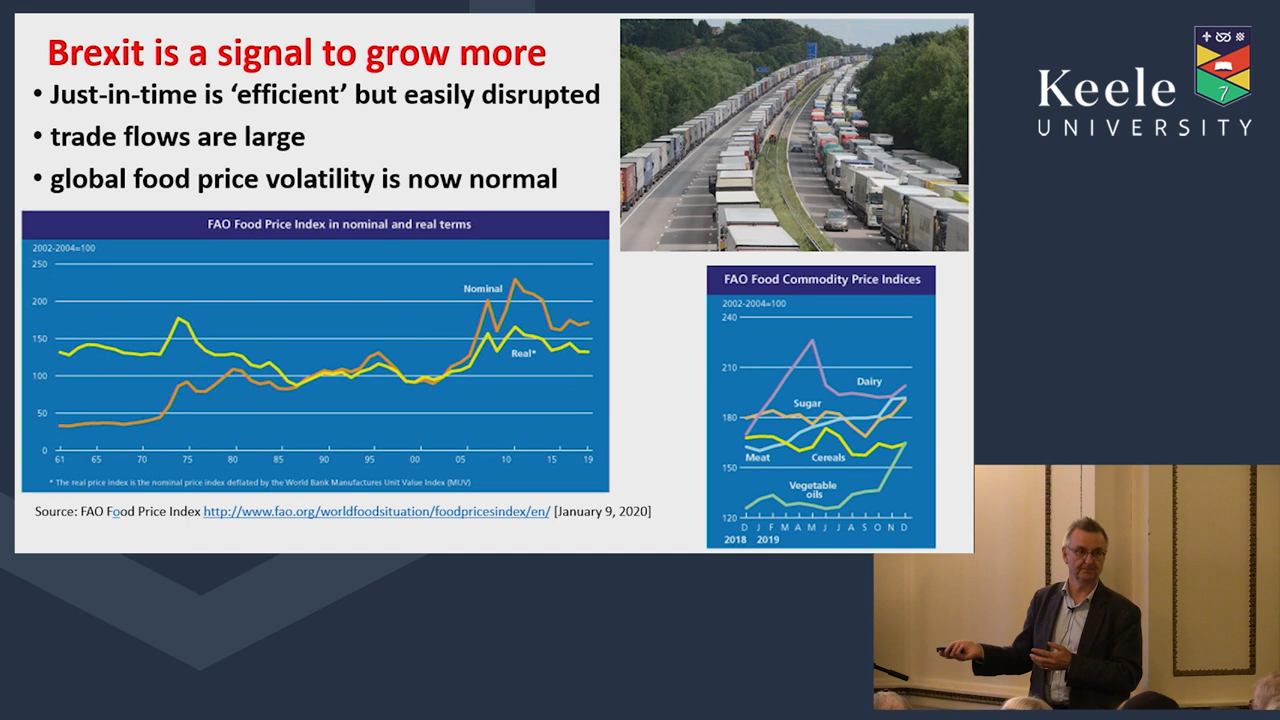 Brexit is a signal to grow more
• Just-in-time is ‘efficient’ but easily disrupted
• trade flows are large
• global food price volatility is now normal
FAO Food Price Index in nominal and real terms
2002-2004=100
250
200
150
100
50
0
Nominal
Real*
61 65 70 75 80 85 90 95 00 05 10 15 19
* The real price index is the nominal price index deflated by the World Bank Manufactures Unit Value Index (MUV)
Source: FAO Food Price Index http://www.fao.org/worldfoodsituation/foodpricesindex/en/ [January 9, 2020]
FAO Food Commodity Price Indices
2002-2004=100
240
210
180
150
120
Dairy
Sugar
Meat
Cereals
Vegetable
oils
D J F M A M J J A S O N D
2018 2019
Keele
UNIVERSITY